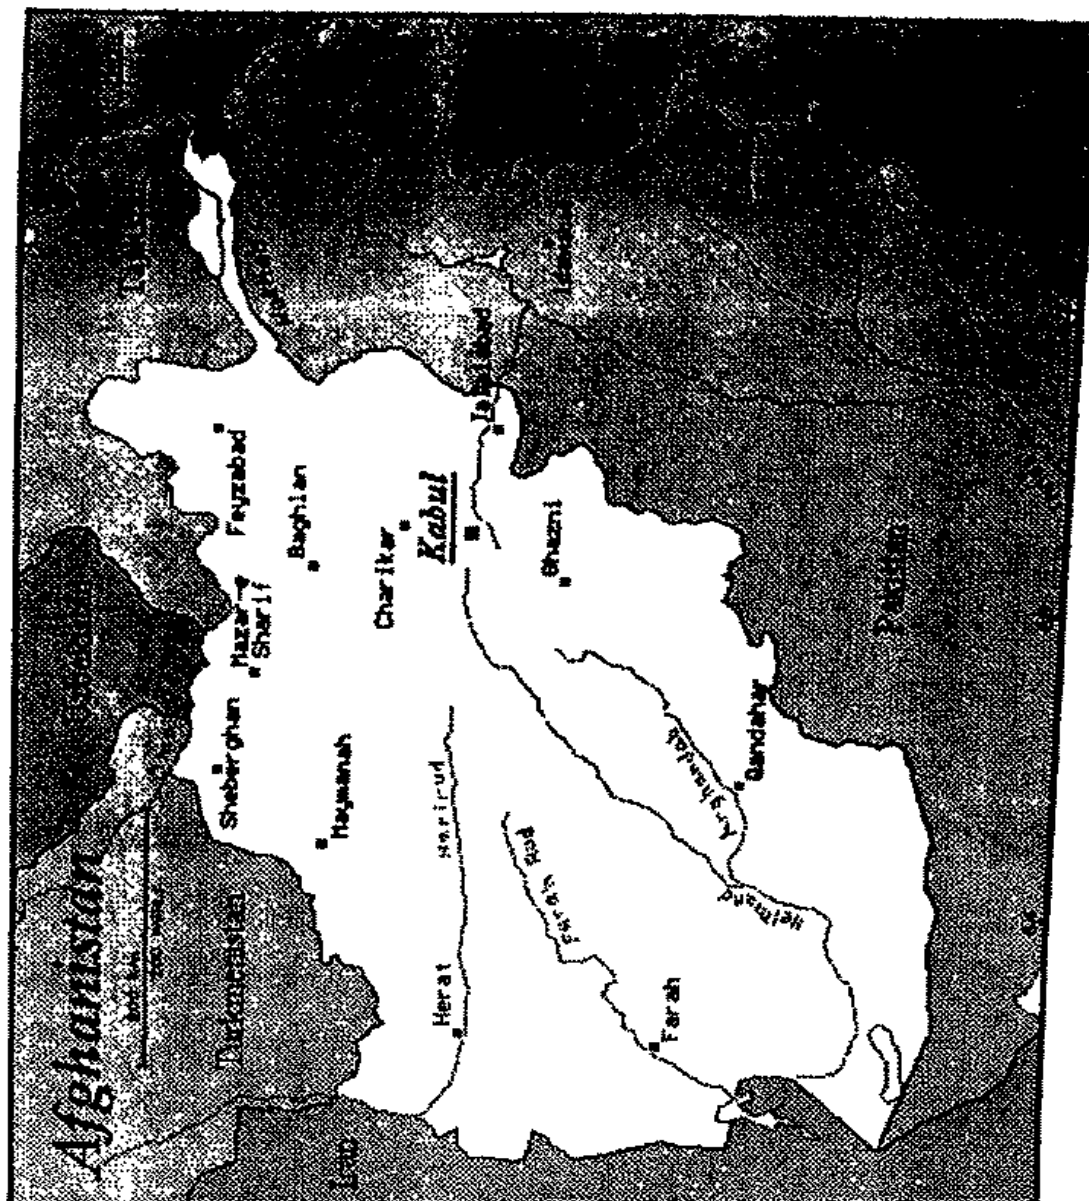 Afghanistan
Turkmenistan
Iran
Pakistan
Sheberghan
Mazar-e
Sharif
Feyzabad
Baghlan
Maymanah
Charikar
Kabul
Jalalabad
Ghazni
Herat
Harirud
Farah Rud
Farah
Arghandab
Helmand
Qandahar